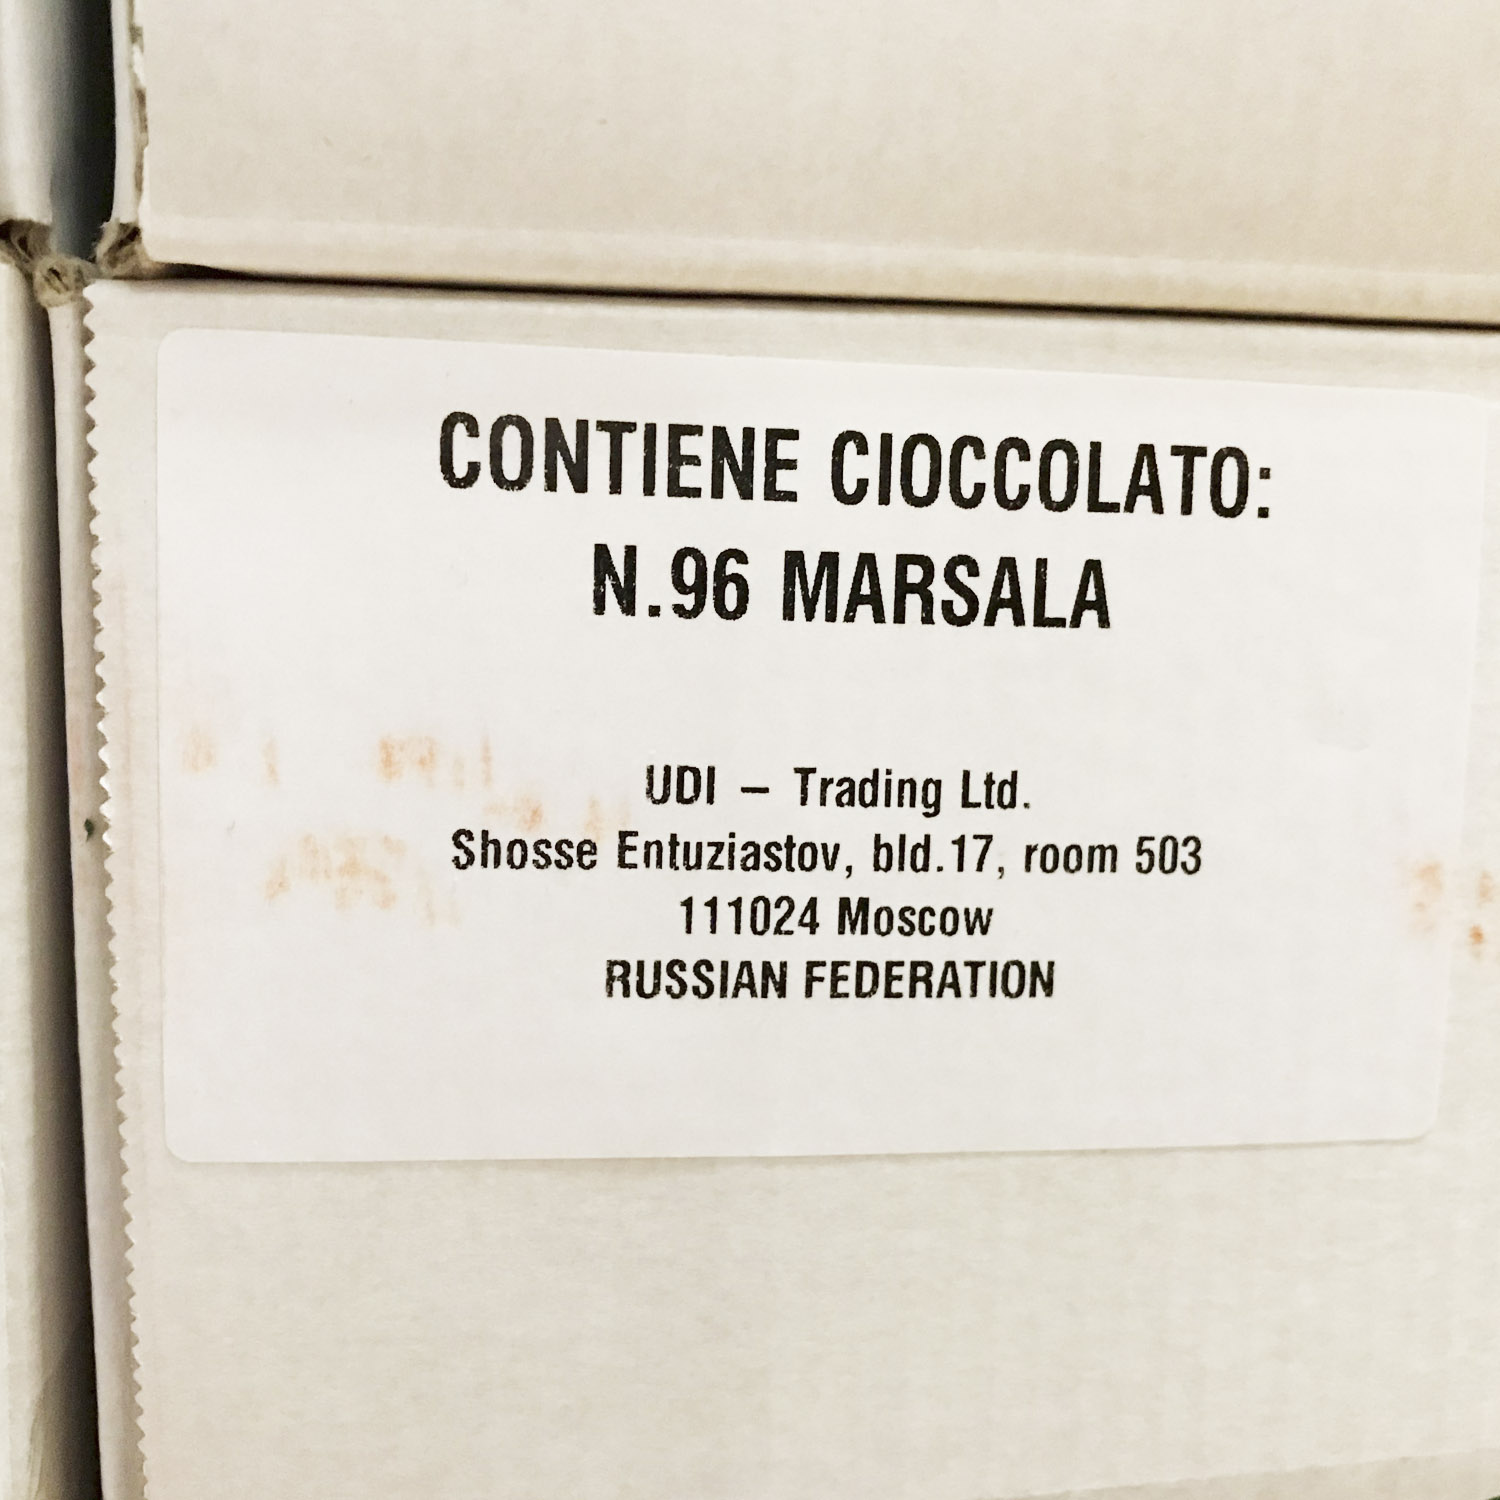 CONTIENE CIOCCOLATO:
N.96 MARSALA
UDI – Trading Ltd.
Shosse Entuziastov, bld.17, room 503
111024 Moscow
RUSSIAN FEDERATION